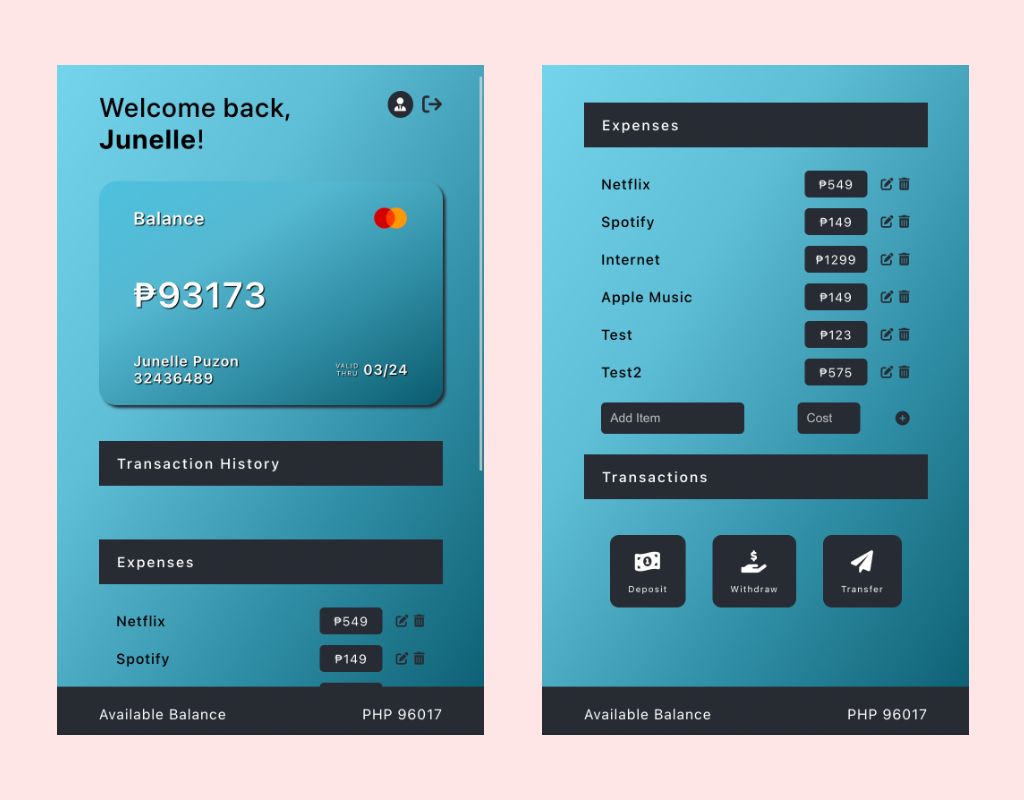 Welcome back,
Junelle!
Balance
₱93173
Junelle Puzon
32436489
VALID
THRU 03/24
Transaction History
Expenses
Netflix ₱549
Spotify ₱149
Available Balance PHP 96017
Expenses
Netflix ₱549
Spotify ₱149
Internet ₱1299
Apple Music ₱149
Test ₱123
Test2 ₱575
Add Item Cost
Transactions
Deposit Withdraw Transfer
Available Balance PHP 96017